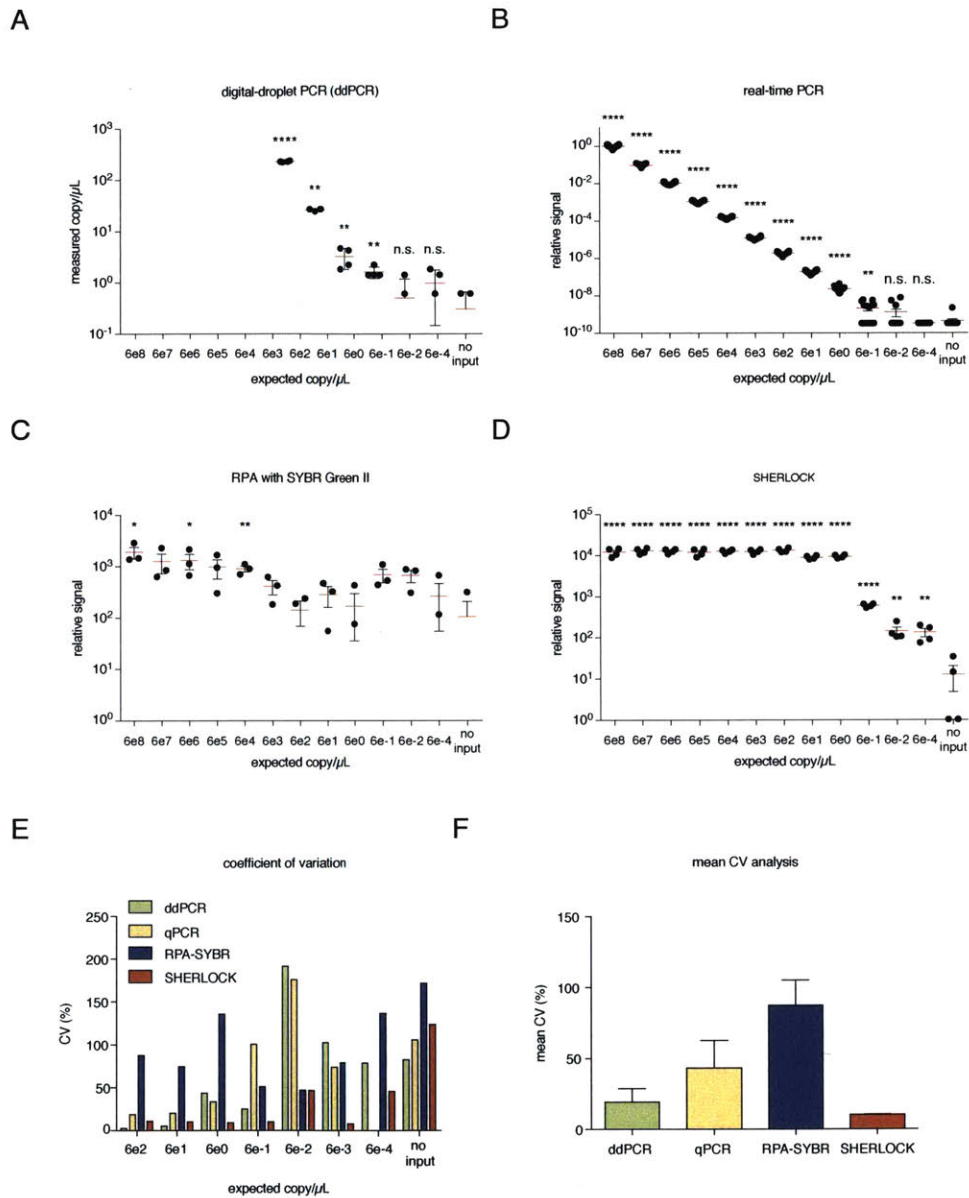 A
digital-droplet PCR (ddPCR)
measured copy/µL
10³
10²
10¹
10⁰
10⁻¹
****
**
**
**
n.s.
n.s.
6e8 6e7 6e6 6e5 6e4 6e3 6e2 6e1 6e0 6e-1 6e-2 6e-4 no input
expected copy/µL
B
real-time PCR
relative signal
10⁰
10⁻²
10⁻⁴
10⁻⁶
10⁻⁸
10⁻¹⁰
****
****
****
****
****
****
****
****
****
**
n.s. n.s.
6e8 6e7 6e6 6e5 6e4 6e3 6e2 6e1 6e0 6e-1 6e-2 6e-4 no input
expected copy/µL
C
RPA with SYBR Green II
relative signal
10⁴
10³
10²
10¹
10⁰
* * **
6e8 6e7 6e6 6e5 6e4 6e3 6e2 6e1 6e0 6e-1 6e-2 6e-4 no input
expected copy/µL
D
SHERLOCK
relative signal
10⁵
10⁴
10³
10²
10¹
10⁰
**** **** **** **** **** **** **** **** ****
****
** **
6e8 6e7 6e6 6e5 6e4 6e3 6e2 6e1 6e0 6e-1 6e-2 6e-4 no input
expected copy/µL
E
coefficient of variation
ddPCR
qPCR
RPA-SYBR
SHERLOCK
CV (%)
250
200
150
100
50
0
6e2 6e1 6e0 6e-1 6e-2 6e-3 6e-4 no input
expected copy/µL
F
mean CV analysis
mean CV (%)
150
100
50
0
ddPCR qPCR RPA-SYBR SHERLOCK